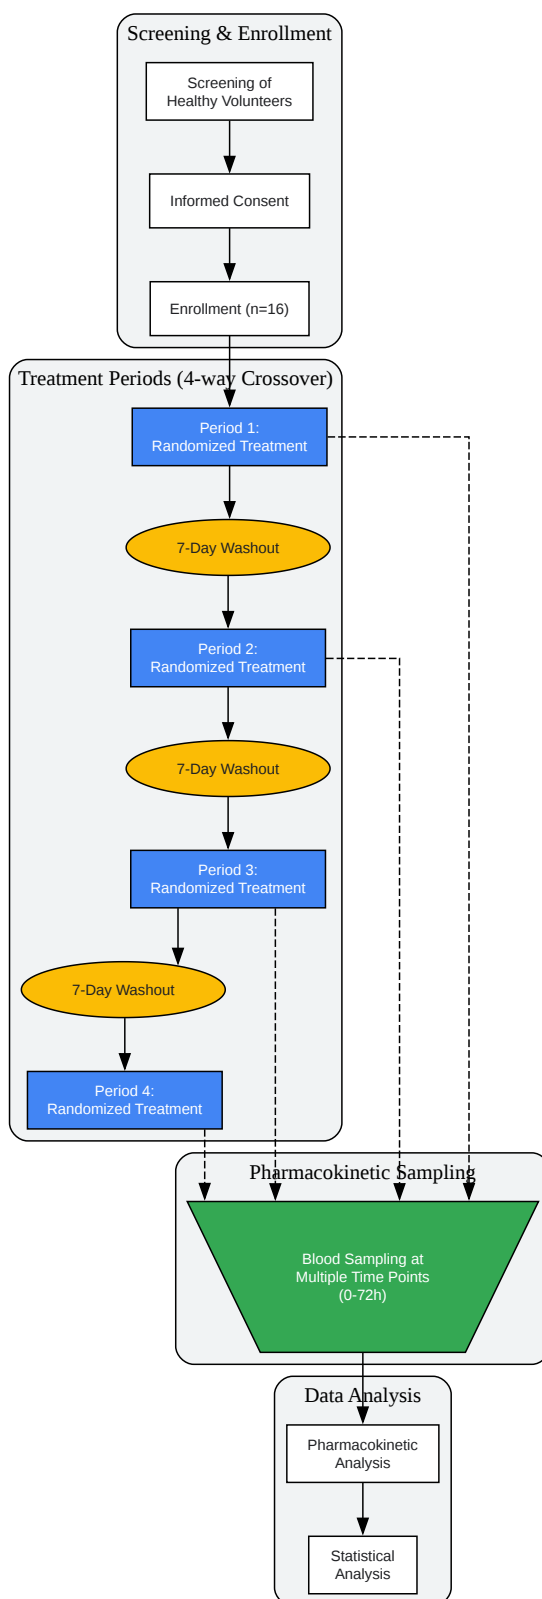 Screening & Enrollment
Screening of
Healthy Volunteers
Informed Consent
Enrollment (n=16)
Treatment Periods (4-way Crossover)
Period 1:
Randomized Treatment
7-Day Washout
Period 2:
Randomized Treatment
7-Day Washout
Period 3:
Randomized Treatment
7-Day Washout
Period 4:
Randomized Treatment
Pharmacokinetic Sampling
Blood Sampling at
Multiple Time Points
(0-72h)
Data Analysis
Pharmacokinetic
Analysis
Statistical
Analysis